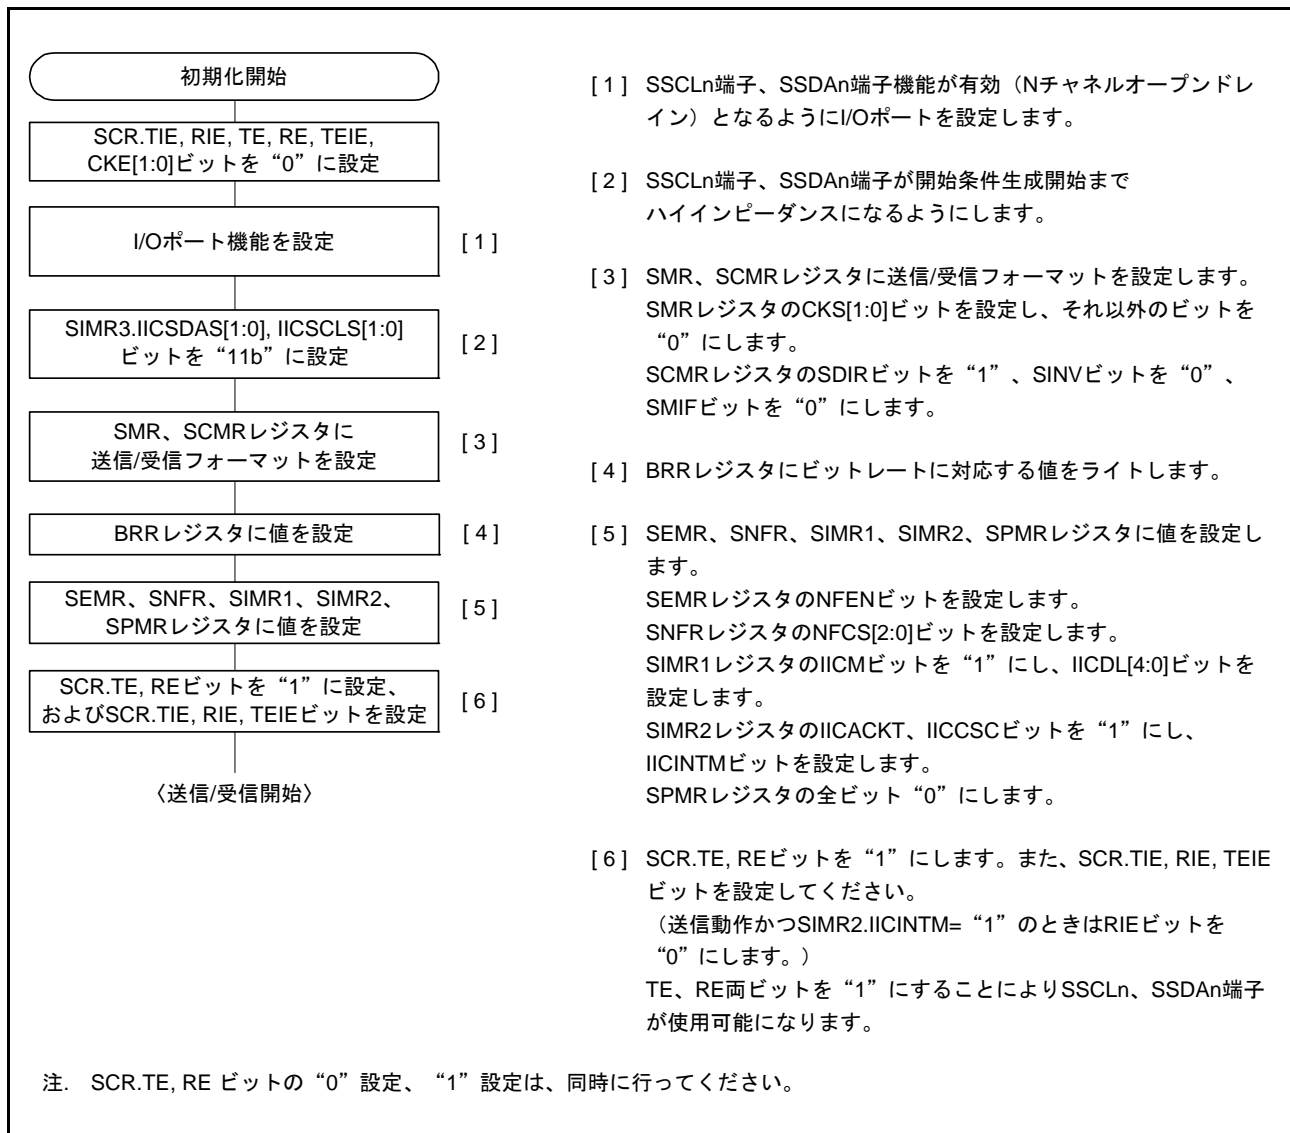 初期化開始
SCR.TIE, RIE, TE, RE, TEIE,
CKE[1:0]ビットを“0”に設定
I/Oポート機能を設定
[ 1 ]
SIMR3.IICSDAS[1:0], IICSCLS[1:0]
ビットを“11b”に設定
[ 2 ]
SMR、SCMRレジスタに
送信/受信フォーマットを設定
[ 3 ]
BRRレジスタに値を設定
[ 4 ]
SEMR、SNFR、SIMR1、SIMR2、
SPMRレジスタに値を設定
[ 5 ]
SCR.TE, REビットを“1”に設定、
およびSCR.TIE, RIE, TEIEビットを設定
[ 6 ]
〈送信/受信開始〉
[ 1 ] SSCLn端子、SSDAn端子機能が有効（Nチャネルオープンドレ
イン）となるようにI/Oポートを設定します。
[ 2 ] SSCLn端子、SSDAn端子が開始条件生成開始まで
ハイインピーダンスになるようにします。
[ 3 ] SMR、SCMRレジスタに送信/受信フォーマットを設定します。
SMRレジスタのCKS[1:0]ビットを設定し、それ以外のビットを
“0”にします。
SCMRレジスタのSDIRビットを“1”、SINVビットを“0”、
SMIFビットを“0”にします。
[ 4 ] BRRレジスタにビットレートに対応する値をライトします。
[ 5 ] SEMR、SNFR、SIMR1、SIMR2、SPMRレジスタに値を設定し
ます。
SEMRレジスタのNFENビットを設定します。
SNFRレジスタのNFCS[2:0]ビットを設定します。
SIMR1レジスタのIICMビットを“1”にし、IICDL[4:0]ビットを
設定します。
SIMR2レジスタのIICACKT、IICCSCビットを“1”にし、
IICINTMビットを設定します。
SPMRレジスタの全ビット“0”にします。
[ 6 ] SCR.TE, REビットを“1”にします。また、SCR.TIE, RIE, TEIE
ビットを設定してください。
（送信動作かつSIMR2.IICINTM=“1”のときはRIEビットを
“0”にします。）
TE、RE両ビットを“1”にすることによりSSCLn、SSDAn端子
が使用可能になります。
注. SCR.TE, RE ビットの“0”設定、“1”設定は、同時に行ってください。